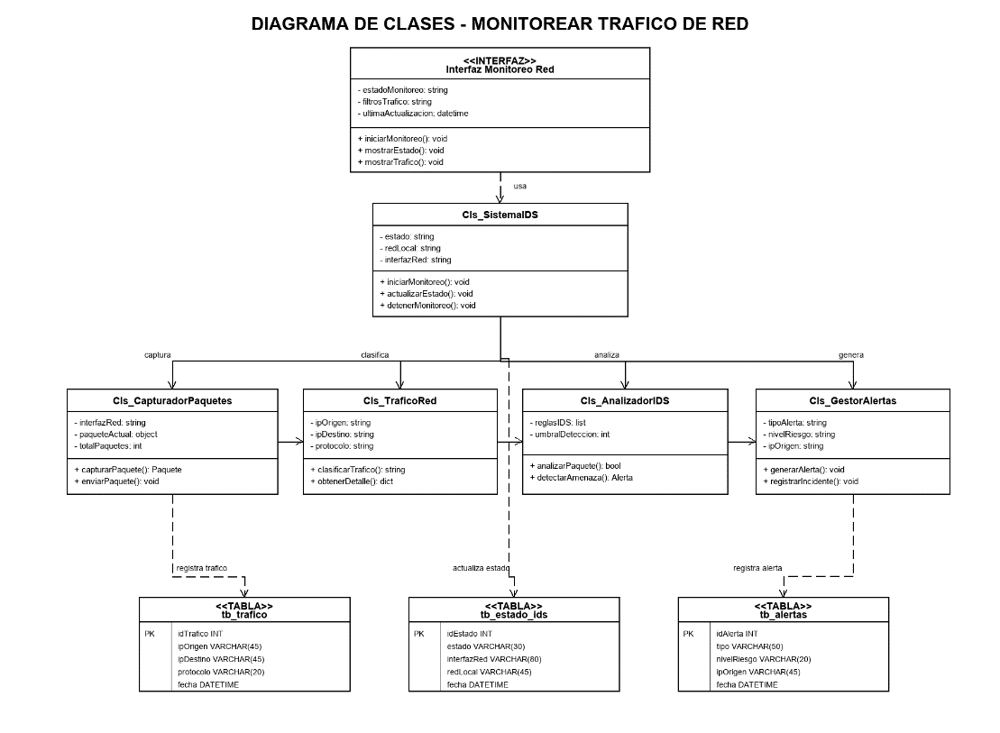 DIAGRAMA DE CLASES - MONITOREAR TRAFICO DE RED
<<INTERFAZ>>
Interfaz Monitoreo Red
- estadoMonitoreo: string
- filtrosTrafico: string
- ultimaActualizacion: datetime
+ iniciarMonitoreo(): void
+ mostrarEstado(): void
+ mostrarTrafico(): void
usa
Cls_SistemaIDS
- estado: string
- redLocal: string
- interfazRed: string
+ iniciarMonitoreo(): void
+ actualizarEstado(): void
+ detenerMonitoreo(): void
captura
clasifica
analiza
genera
Cls_CapturadorPaquetes
- interfazRed: string
- paqueteActual: object
- totalPaquetes: int
+ capturarPaquete(): Paquete
+ enviarPaquete(): void
Cls_TraficoRed
- ipOrigen: string
- ipDestino: string
- protocolo: string
+ clasificarTrafico(): string
+ obtenerDetalle(): dict
Cls_AnalizadorIDS
- reglasIDS: list
- umbralDeteccion: int
+ analizarPaquete(): bool
+ detectarAmenaza(): Alerta
Cls_GestorAlertas
- tipoAlerta: string
- nivelRiesgo: string
- ipOrigen: string
+ generarAlerta(): void
+ registrarIncidente(): void
registra trafico
actualiza estado
registra alerta
<<TABLA>>
tb_trafico
PK idTrafico INT
ipOrigen VARCHAR(45)
ipDestino VARCHAR(45)
protocolo VARCHAR(20)
fecha DATETIME
<<TABLA>>
tb_estado_ids
PK idEstado INT
estado VARCHAR(30)
interfazRed VARCHAR(80)
redLocal VARCHAR(45)
fecha DATETIME
<<TABLA>>
tb_alertas
PK idAlerta INT
tipo VARCHAR(50)
nivelRiesgo VARCHAR(20)
ipOrigen VARCHAR(45)
fecha DATETIME